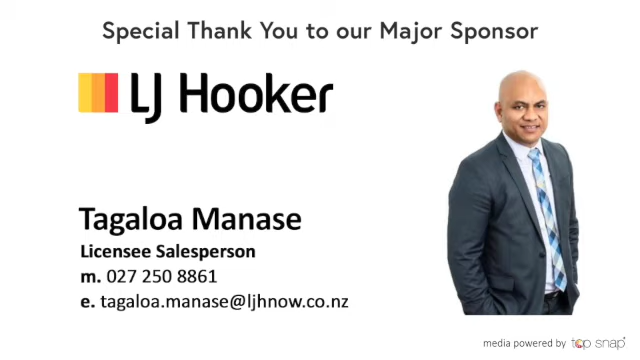 Special Thank You to our Major Sponsor
LJ Hooker
Tagaloa Manase
Licensee Salesperson
m. 027 250 8861
e. tagaloa.manase@ljhnow.co.nz
media powered by top snap